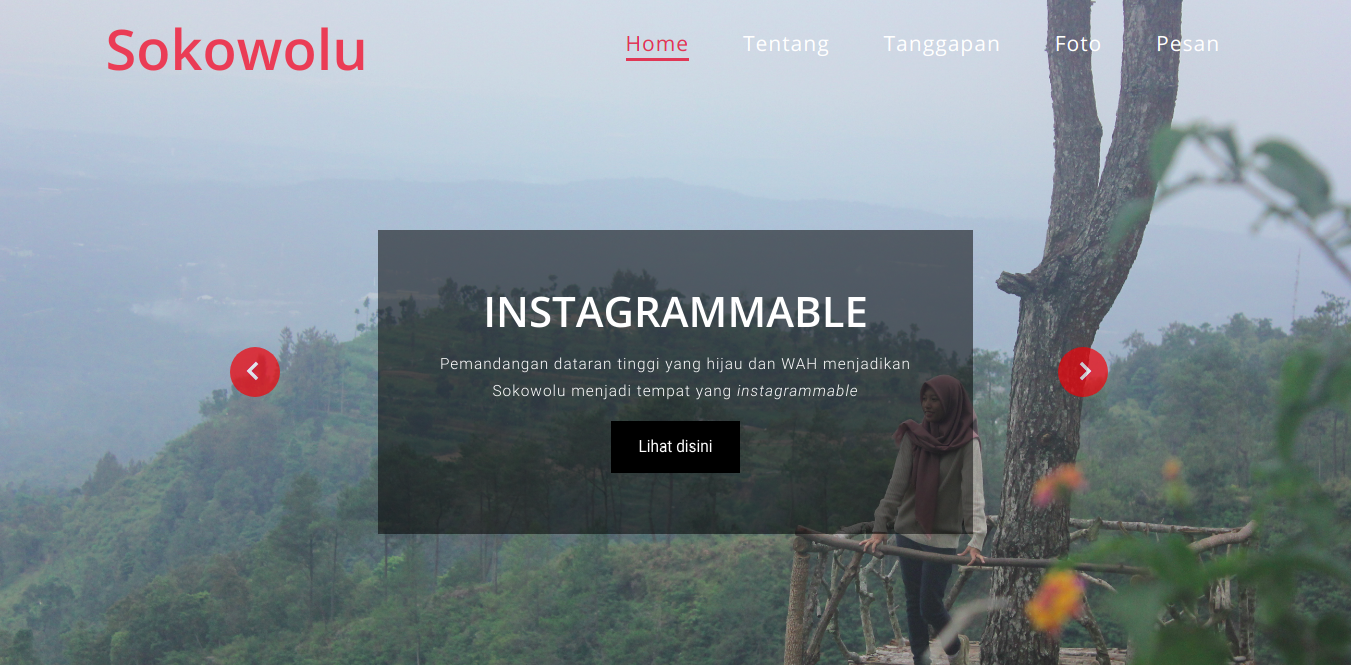 Sokowolu
Home Tentang Tanggapan Foto Pesan
INSTAGRAMMABLE
Pemandangan dataran tinggi yang hijau dan WAH menjadikan
Sokowolu menjadi tempat yang instagrammable
Lihat disini